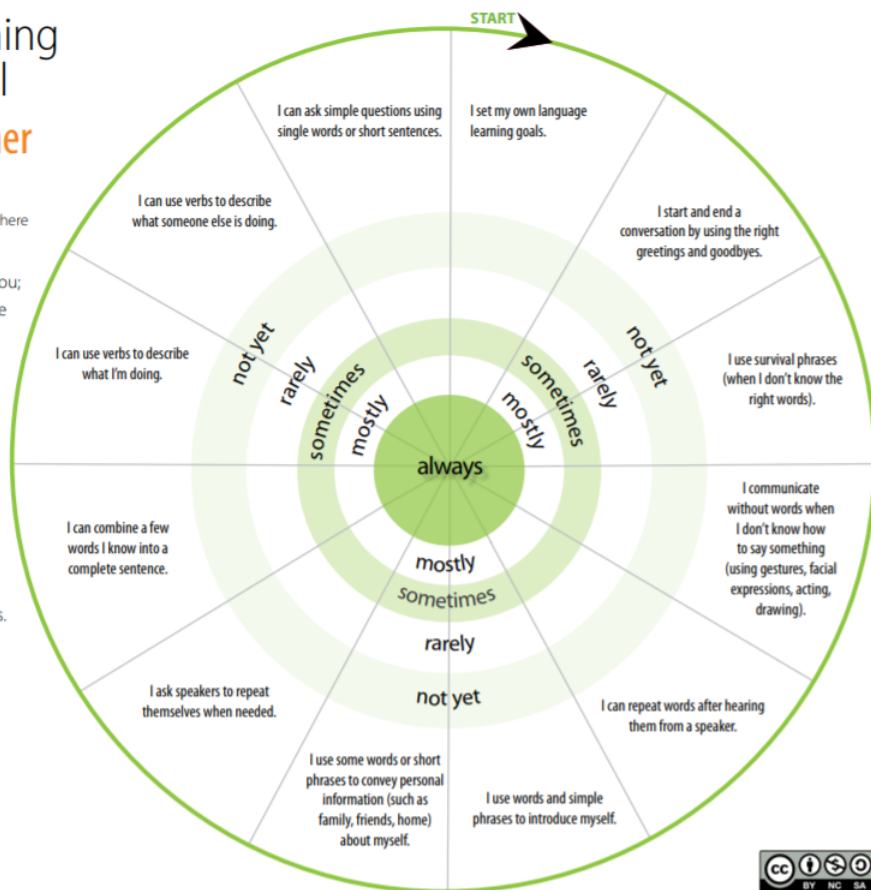 START
I set my own language
learning goals.
I start and end a
conversation by using the right
greetings and goodbyes.
I use survival phrases
(when I don't know the
right words).
I communicate
without words when
I don't know how
to say something
(using gestures, facial
expressions, acting,
drawing).
I can repeat words after hearing
them from a speaker.
I use words and simple
phrases to introduce myself.
I use some words or short
phrases to convey personal
information (such as
family, friends, home)
about myself.
I ask speakers to repeat
themselves when needed.
I can combine a few
words I know into a
complete sentence.
I can use verbs to describe
what I'm doing.
I can use verbs to describe
what someone else is doing.
I can ask simple questions using
single words or short sentences.
not yet
rarely
sometimes
mostly
mostly
sometimes
rarely
not yet
always
mostly
sometimes
rarely
not yet
cc
BY NC SA